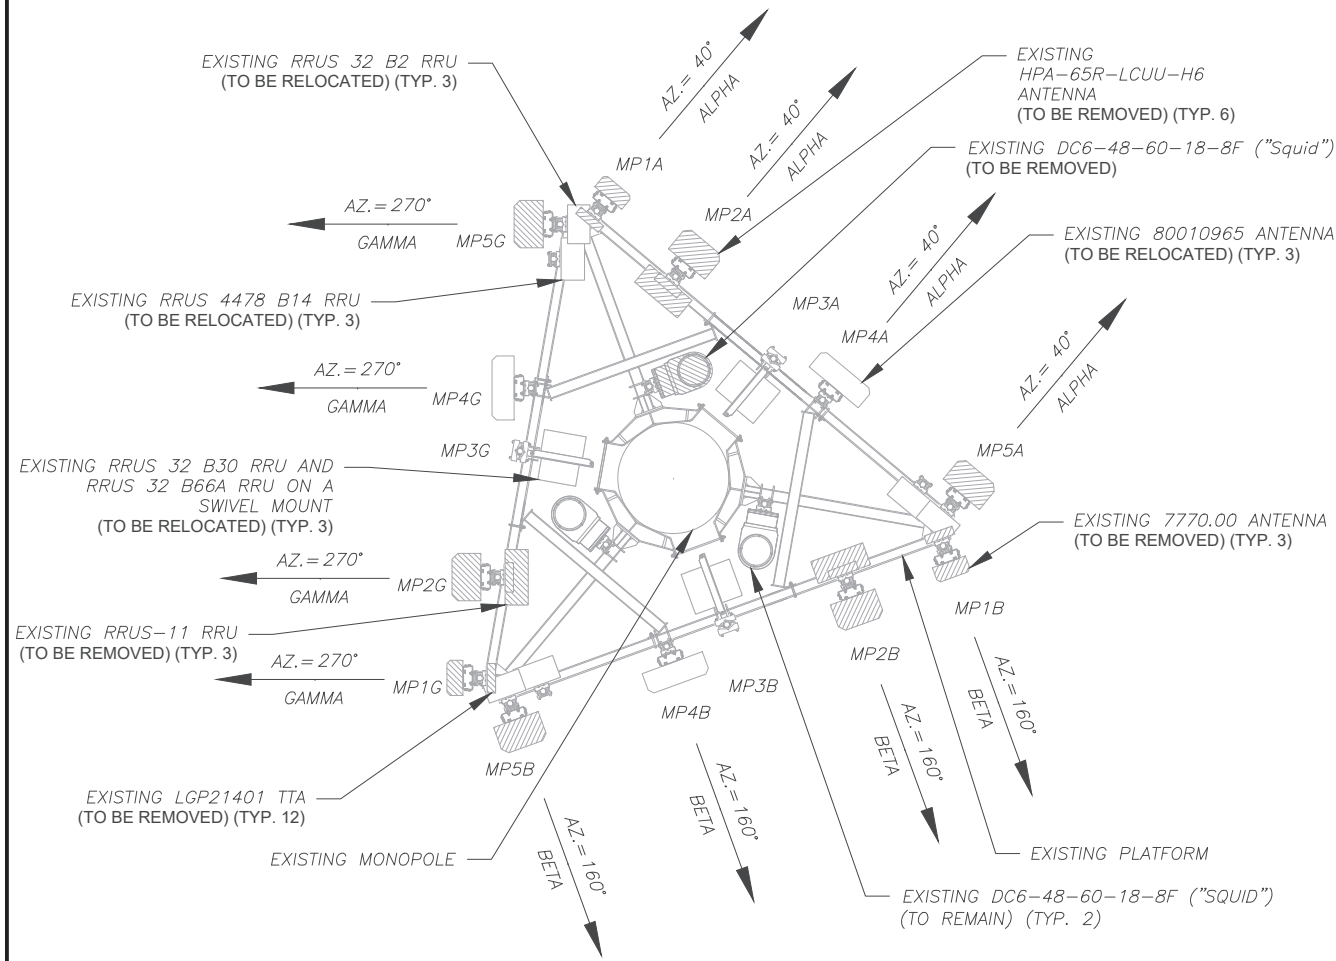 EXISTING RRUS 32 B2 RRU
(TO BE RELOCATED) (TYP. 3)
AZ.= 40°
ALPHA
EXISTING
HPA-65R-LCUU-H6
ANTENNA
(TO BE REMOVED) (TYP. 6)
AZ.= 40°
ALPHA
EXISTING DC6-48-60-18-8F ("Squid")
(TO BE REMOVED)
MP1A
AZ.= 270°
GAMMA
MP5G
MP2A
AZ.= 40°
ALPHA
EXISTING 80010965 ANTENNA
(TO BE RELOCATED) (TYP. 3)
EXISTING RRUS 4478 B14 RRU
(TO BE RELOCATED) (TYP. 3)
MP3A
MP4A
AZ.= 40°
ALPHA
AZ.= 270°
GAMMA
MP4G
MP3G
MP5A
EXISTING RRUS 32 B30 RRU AND
RRUS 32 B66A RRU ON A
SWIVEL MOUNT
(TO BE RELOCATED) (TYP. 3)
EXISTING 7770.00 ANTENNA
(TO BE REMOVED) (TYP. 3)
AZ.= 270°
GAMMA
MP2G
MP1B
EXISTING RRUS-11 RRU
(TO BE REMOVED) (TYP. 3)
AZ.= 270°
GAMMA
MP1G
MP2B
MP3B
MP4B
MP5B
AZ.= 160°
BETA
AZ.= 160°
BETA
AZ.= 160°
BETA
AZ.= 160°
BETA
EXISTING LGP21401 TTA
(TO BE REMOVED) (TYP. 12)
EXISTING MONOPOLE
EXISTING PLATFORM
EXISTING DC6-48-60-18-8F ("SQUID")
(TO REMAIN) (TYP. 2)